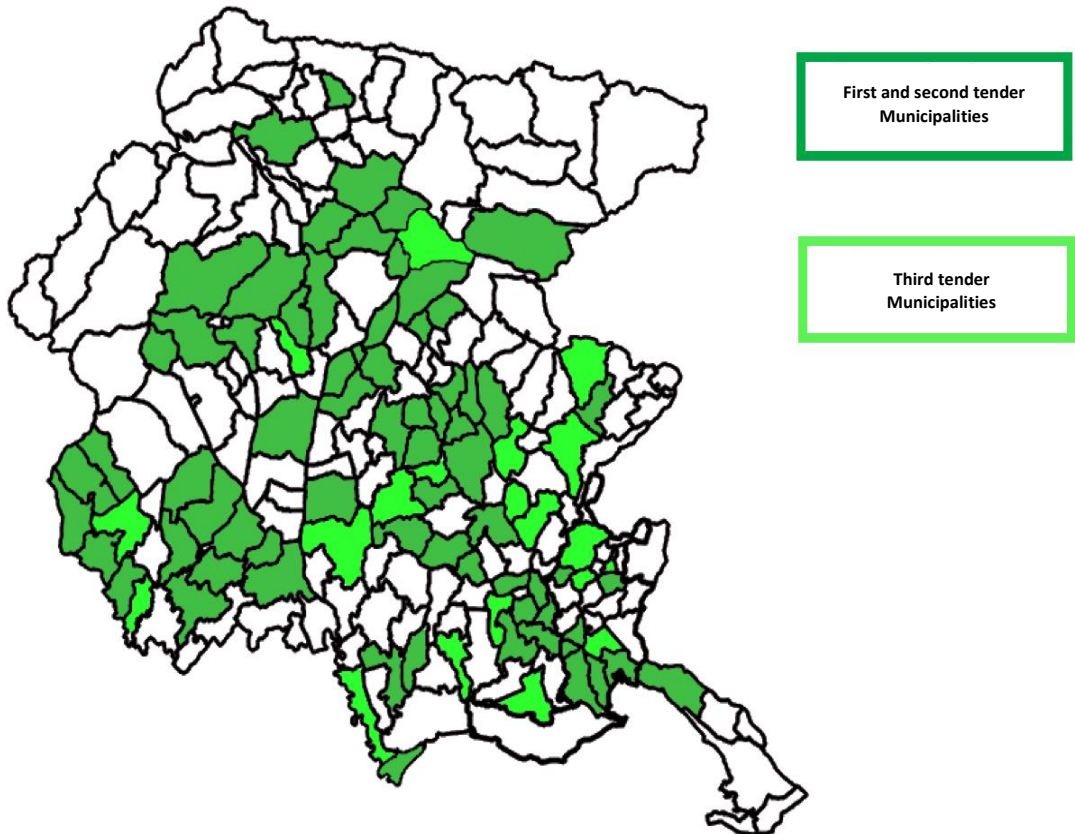 First and second tender
Municipalities
Third tender
Municipalities